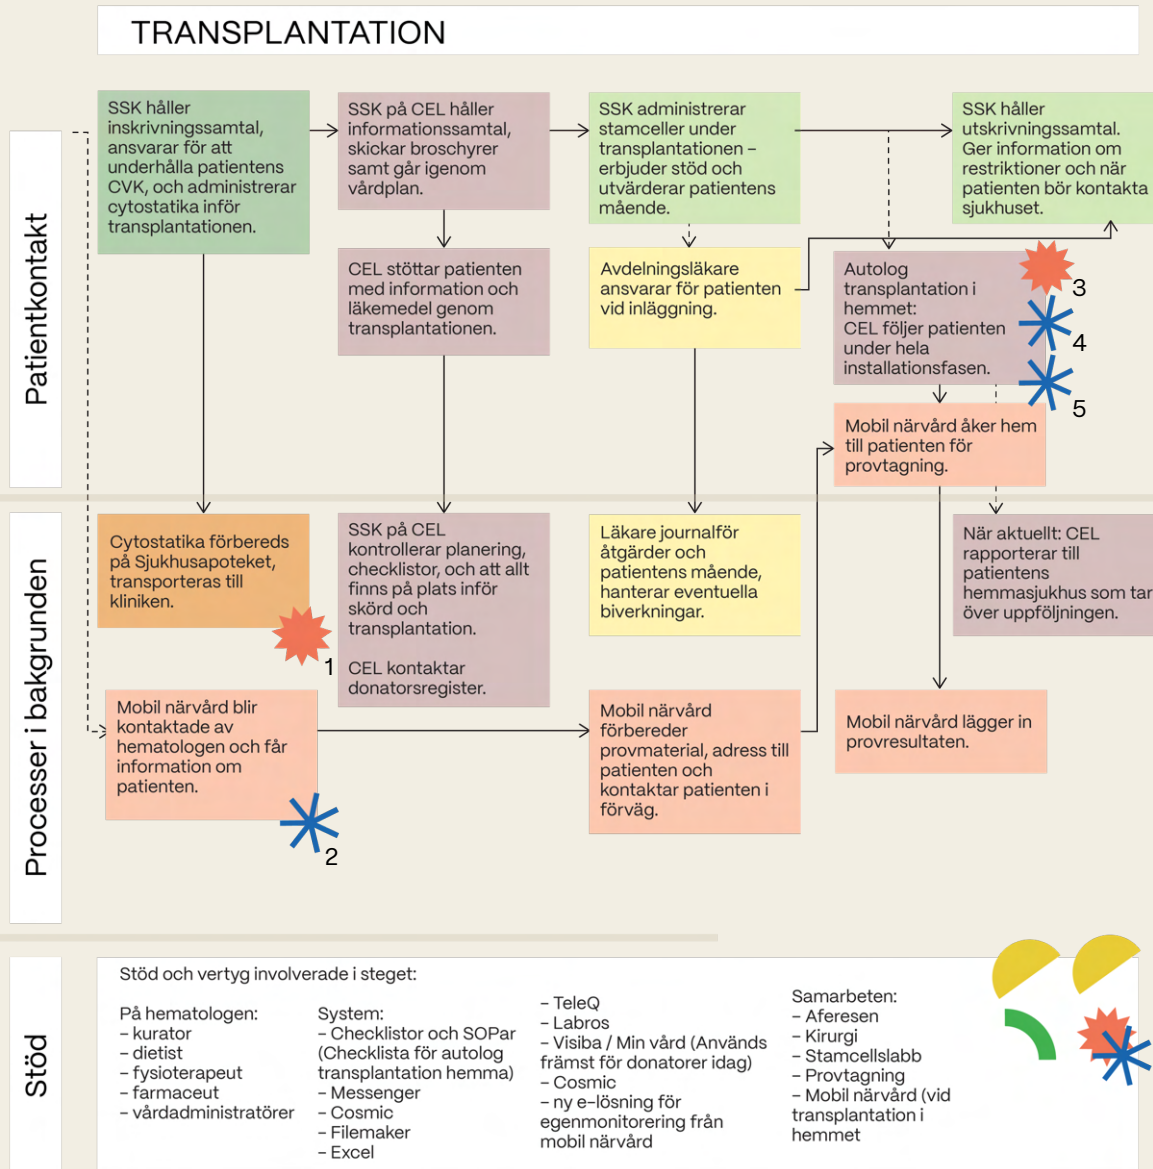 TRANSPLANTATION
Patientkontakt
SSK håller
inskrivningssamtal,
ansvarar för att
underhålla patientens
CVK, och administrerar
cytostatika inför
transplantationen.
SSK på CEL håller
informationssamtal,
skickar broschyrer
samt går igenom
vårdplan.
SSK administrerar
stamceller under
transplantationen –
erbjuder stöd och
utvärderar patientens
mående.
SSK håller
utskrivningssamtal.
Ger information om
restriktioner och när
patienten bör kontakta
sjukhuset.
CEL stöttar patienten
med information och
läkemedel genom
transplantationen.
Avdelningsläkare
ansvarar för patienten
vid inläggning.
Autolog
transplantation i
hemmet:
CEL följer patienten
under hela
installationsfasen.
3
4
5
Mobil närvård åker hem
till patienten för
provtagning.
Processer i bakgrunden
Cytostatika förbereds
på Sjukhusapoteket,
transporteras till
kliniken.
1
SSK på CEL
kontrollerar planering,
checklistor, och att allt
finns på plats inför
skörd och
transplantation.
CEL kontaktar
donatorsregister.
Läkare journalför
åtgärder och
patientens mående,
hanterar eventuella
biverkningar.
När aktuellt: CEL
rapporterar till
patientens
hemmasjukhus som tar
över uppföljningen.
Mobil närvård blir
kontaktade av
hematologen och får
information om
patienten.
2
Mobil närvård
förbereder
provmaterial, adress till
patienten och
kontaktar patienten i
förväg.
Mobil närvård lägger in
provresultaten.
Stöd
Stöd och vertyg involverade i steget:
På hematologen:
– kurator
– dietist
– fysioterapeut
– farmaceut
– vårdadministratörer
System:
– Checklistor och SOPar
(Checklista för autolog
transplantation hemma)
– Messenger
– Cosmic
– Filemaker
– Excel
– TeleQ
– Labros
– Visiba / Min vård (Används
främst för donatorer idag)
– Cosmic
– ny e-lösning för
egenmonitorering från
mobil närvård
Samarbeten:
– Aferesen
– Kirurgi
– Stamcellslabb
– Provtagning
– Mobil närvård (vid
transplantation i
hemmet